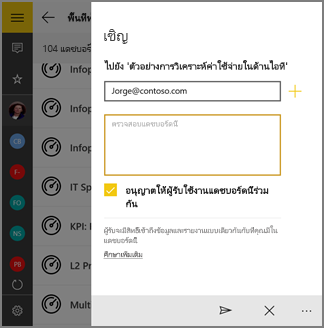 พื้นที่
104 แดชบอร์
Infop
Infop
Infop
IT Sp
KPI: 
L2 Pr
Multi
CB
F-
FO
NS
PB
เชิญ
ไปยัง 'ตัวอย่างการวิเคราะห์ค่าใช้จ่ายในด้านไอที'
Jorge@contoso.com
ตรวจสอบแดชบอร์ดนี้
อนุญาตให้ผู้รับใช้งานแดชบอร์ดนี้ร่วม
กัน
ผู้รับจะมีสิทธิ์เข้าถึงข้อมูลและรายงานแบบเดียวกันกับที่คุณมีใน
แดชบอร์ดนี้
ศึกษาเพิ่มเติม